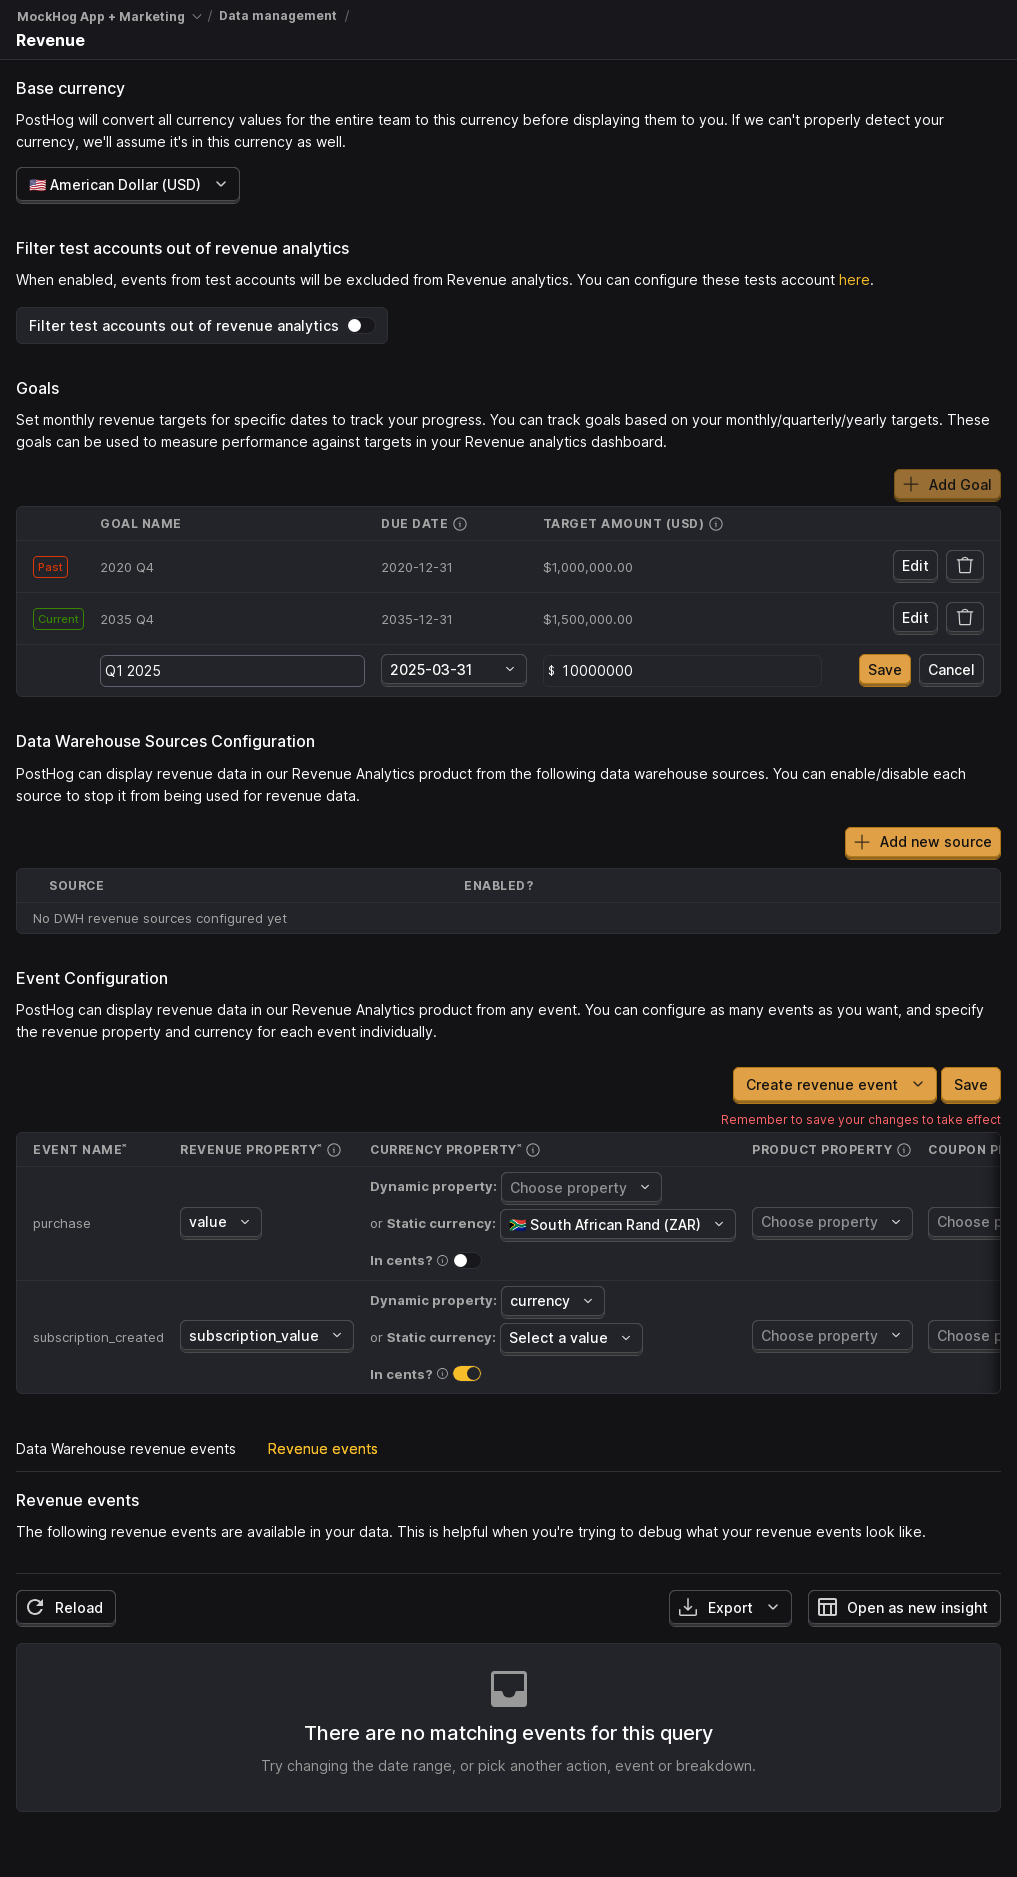 MockHog App + Marketing / Data management /
Revenue
Base currency
PostHog will convert all currency values for the entire team to this currency before displaying them to you. If we can't properly detect your
currency, we'll assume it's in this currency as well.
🇺🇸 American Dollar (USD)
Filter test accounts out of revenue analytics
When enabled, events from test accounts will be excluded from Revenue analytics. You can configure these tests account here.
Filter test accounts out of revenue analytics
Goals
Set monthly revenue targets for specific dates to track your progress. You can track goals based on your monthly/quarterly/yearly targets. These
goals can be used to measure performance against targets in your Revenue analytics dashboard.
Add Goal
GOAL NAME DUE DATE TARGET AMOUNT (USD)
Past 2020 Q4 2020-12-31 $1,000,000.00 Edit
Current 2035 Q4 2035-12-31 $1,500,000.00 Edit
Q1 2025 2025-03-31 $ 10000000 Save Cancel
Data Warehouse Sources Configuration
PostHog can display revenue data in our Revenue Analytics product from the following data warehouse sources. You can enable/disable each
source to stop it from being used for revenue data.
Add new source
SOURCE ENABLED?
No DWH revenue sources configured yet
Event Configuration
PostHog can display revenue data in our Revenue Analytics product from any event. You can configure as many events as you want, and specify
the revenue property and currency for each event individually.
Create revenue event Save
Remember to save your changes to take effect
EVENT NAME* REVENUE PROPERTY* CURRENCY PROPERTY* PRODUCT PROPERTY COUPON P
Dynamic property: Choose property
purchase value or Static currency: 🇿🇦 South African Rand (ZAR) Choose property Choose p
In cents?
Dynamic property: currency
subscription_created subscription_value or Static currency: Select a value Choose property Choose p
In cents?
Data Warehouse revenue events Revenue events
Revenue events
The following revenue events are available in your data. This is helpful when you're trying to debug what your revenue events look like.
Reload Export Open as new insight
There are no matching events for this query
Try changing the date range, or pick another action, event or breakdown.